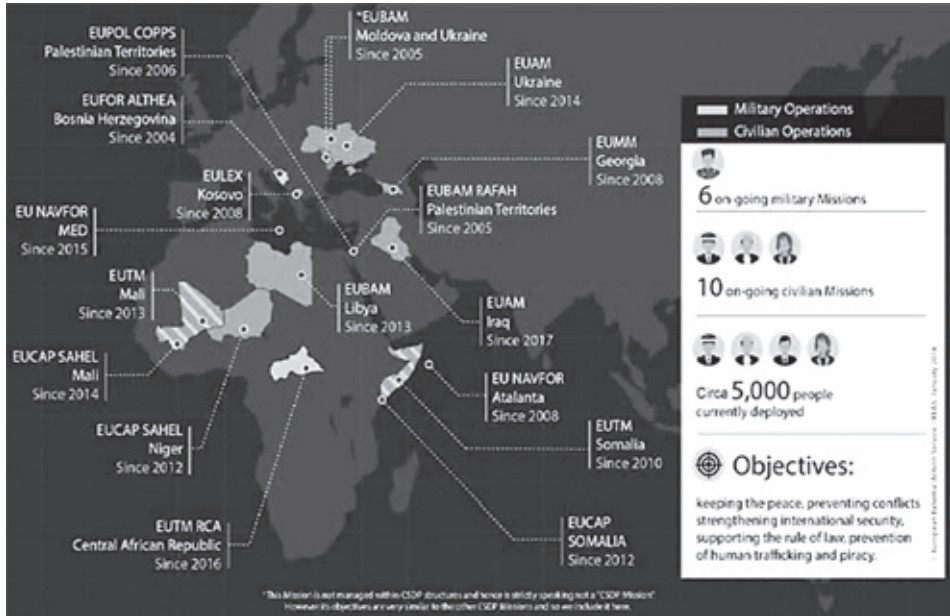 *EUBAM
Moldova and Ukraine
Since 2005
EUPOL COPPS
Palestinian Territories
Since 2006
EUAM
Ukraine
Since 2014
EUFOR ALTHEA
Bosnia Herzegovina
Since 2004
EUMM
Georgia
Since 2008
EULEX
Kosovo
Since 2008
EUBAM RAFAH
Palestinian Territories
Since 2005
EU NAVFOR
MED
Since 2015
EUTM
Mali
Since 2013
EUBAM
Libya
Since 2013
EUAM
Iraq
Since 2017
EUCAP SAHEL
Mali
Since 2014
EU NAVFOR
Atalanta
Since 2008
EUCAP SAHEL
Niger
Since 2012
EUTM
Somalia
Since 2010
EUTM RCA
Central African Republic
Since 2016
EUCAP
SOMALIA
Since 2012
*This Mission is not managed within CSDP structures and hence is strictly speaking not a "CSDP Mission".
However its objectives are very similar to the other CSDP Missions and so we include it here.
Military Operations
Civilian Operations
6 on-going military Missions
10 on-going civilian Missions
Circa 5,000 people
currently deployed
Objectives:
keeping the peace, preventing conflicts
strengthening international security,
supporting the rule of law, prevention
of human trafficking and piracy.
European External Action Service